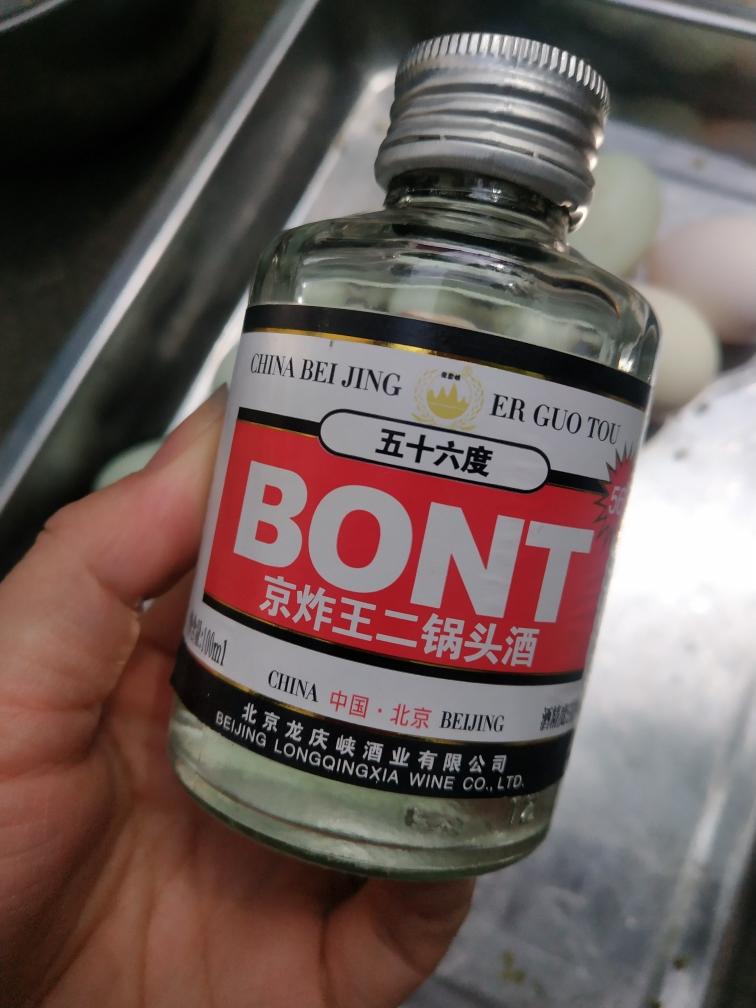 CHINA BEI JING ER GUO TOU
五十六度
BONT
京炸王二锅头酒
100ml
CHINA 中国·北京 BEIJING
北京龙庆峡酒业有限公司
BEIJING LONGQINGXIA WINE CO., LTD.